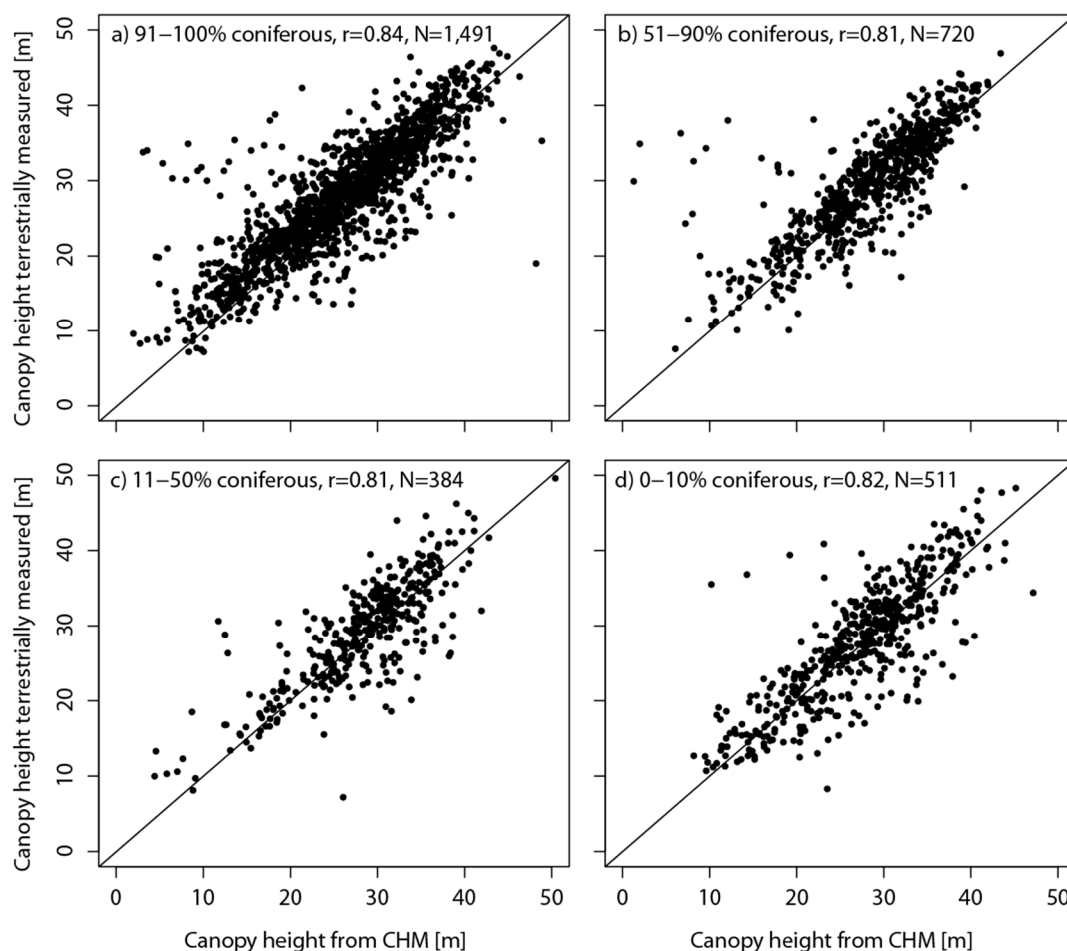 a) 91–100% coniferous, r=0.84, N=1,491
b) 51–90% coniferous, r=0.81, N=720
Canopy height terrestrially measured [m]
50
40
30
20
10
0
c) 11–50% coniferous, r=0.81, N=384
d) 0–10% coniferous, r=0.82, N=511
Canopy height terrestrially measured [m]
50
40
30
20
10
0
0 10 20 30 40 50
0 10 20 30 40 50
Canopy height from CHM [m]
Canopy height from CHM [m]